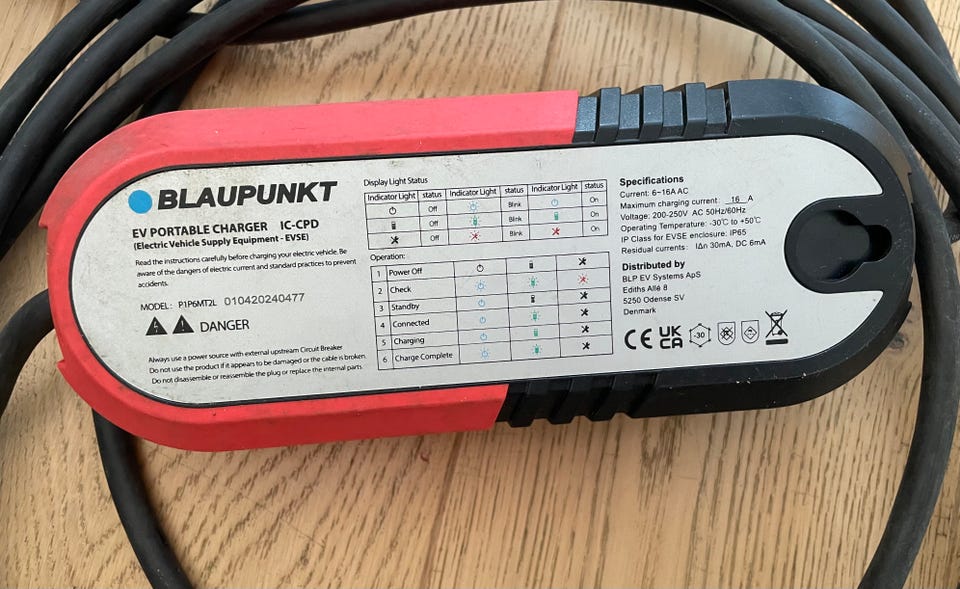 BLAUPUNKT
EV PORTABLE CHARGER IC-CPD
(Electric Vehicle Supply Equipment - EVSE)
Read the instructions carefully before charging your electric vehicle. Be
aware of the dangers of electric current and standard practices to prevent
accidents.
MODEL: P1P6MT2L 010420240477
DANGER
Always use a power source with external upstream Circuit Breaker
Do not use the product if it appears to be damaged or the cable is broken.
Do not disassemble or reassemble the plug or replace the internal parts.
Display Light Status
Indicator Light status Indicator Light status Indicator Light status
Off Blink On
Off Blink On
Off Blink On
Operation:
1 Power Off
2 Check
3 Standby
4 Connected
5 Charging
6 Charge Complete
Specifications
Current: 6~16A AC
Maximum charging current: 16 A
Voltage: 200-250V AC 50Hz/60Hz
Operating Temperature: -30°C to +50°C
IP Class for EVSE enclosure: IP65
Residual currents: IΔn 30mA, DC 6mA
Distributed by
BLP EV Systems ApS
Ediths Allé 8
5250 Odense SV
Denmark
CE UK CA -30